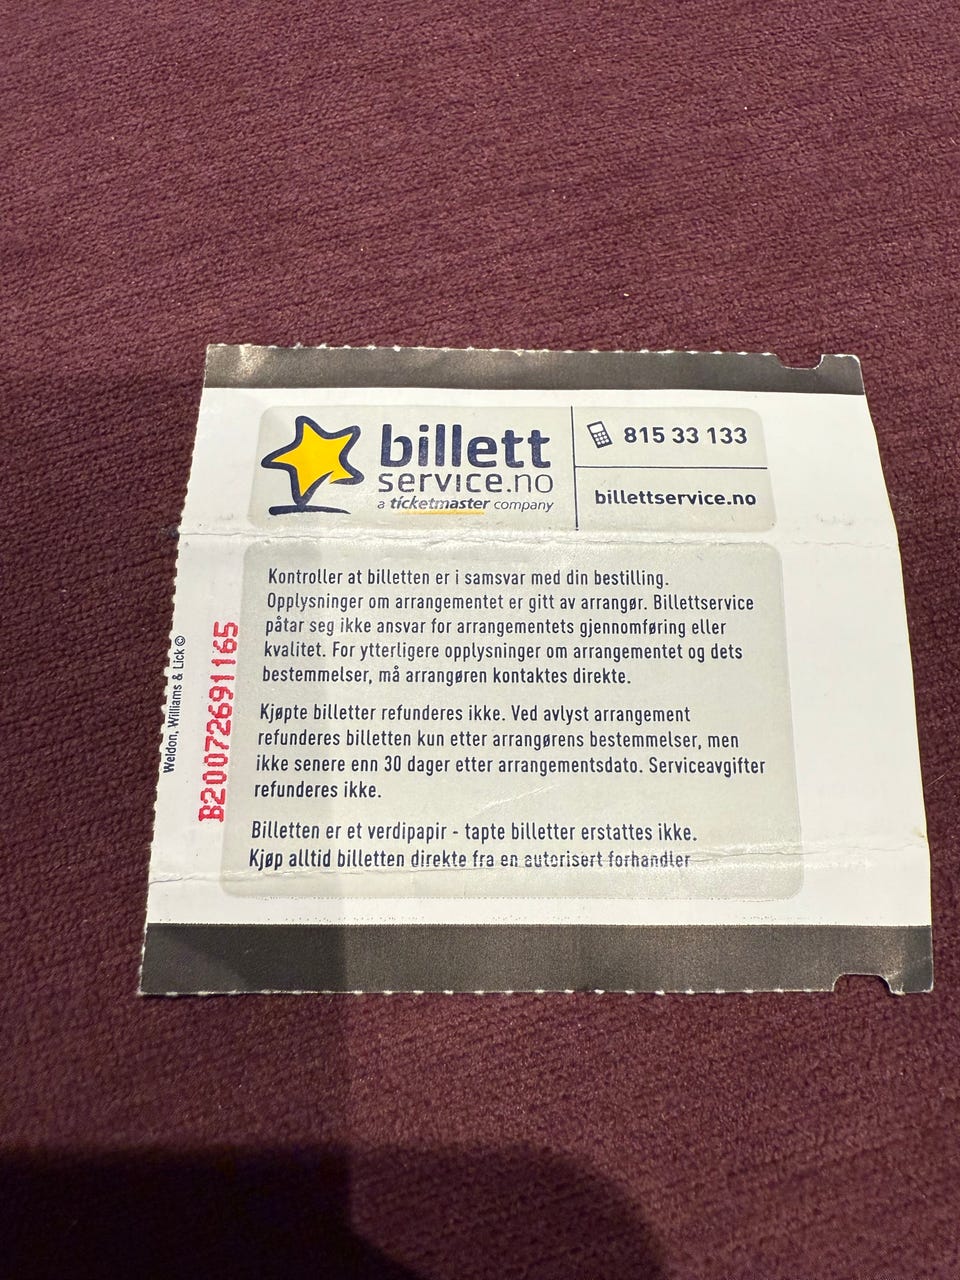 billett
service.no
a ticketmaster company
815 33 133
billettservice.no
Kontroller at billetten er i samsvar med din bestilling.
Opplysninger om arrangementet er gitt av arrangør. Billettservice
påtar seg ikke ansvar for arrangementets gjennomføring eller
kvalitet. For ytterligere opplysninger om arrangementet og dets
bestemmelser, må arrangøren kontaktes direkte.
Kjøpte billetter refunderes ikke. Ved avlyst arrangement
refunderes billetten kun etter arrangørens bestemmelser, men
ikke senere enn 30 dager etter arrangementsdato. Serviceavgifter
refunderes ikke.
Billetten er et verdipapir - tapte billetter erstattes ikke.
Kjøp alltid billetten direkte fra en autorisert forhandler
Weldon, Williams & Lick ©
B20072691165